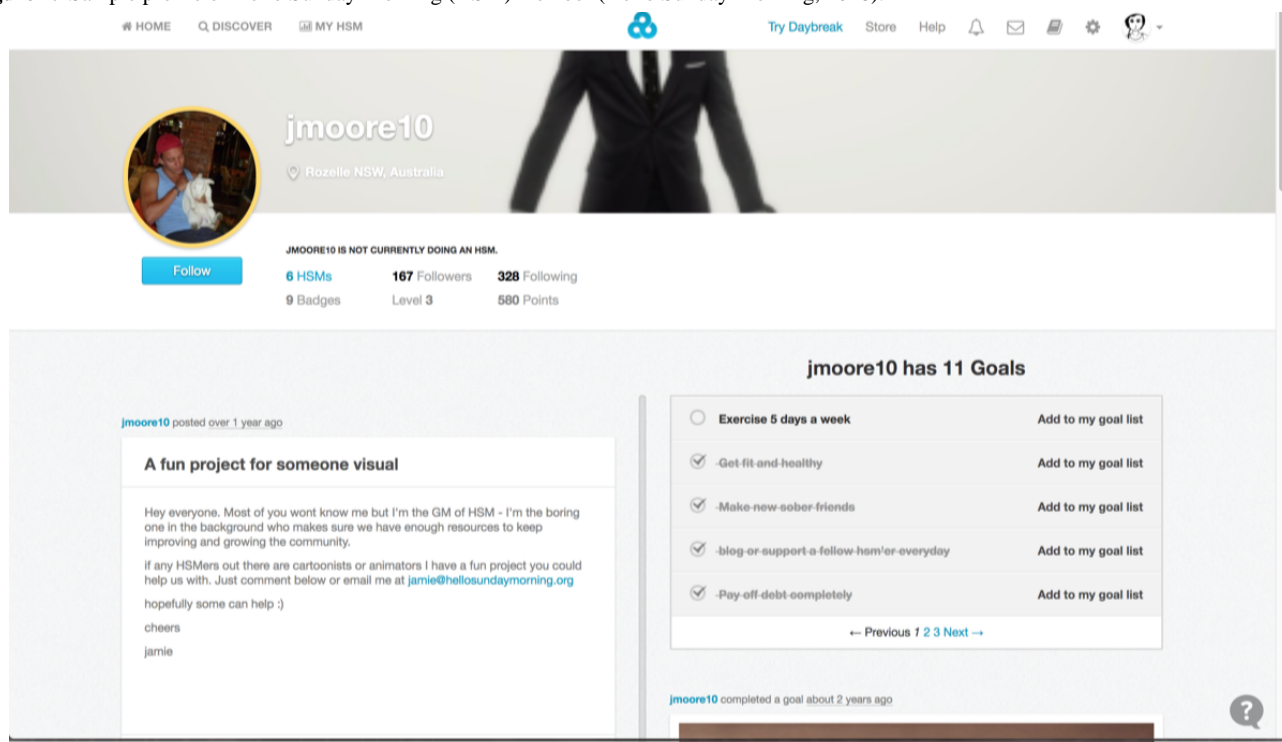 HOME DISCOVER MY HSM Try Daybreak Store Help
jmoore10
Rozelle NSW, Australia
JMOORE10 IS NOT CURRENTLY DOING AN HSM.
Follow
6 HSMs 167 Followers 328 Following
9 Badges Level 3 580 Points
jmoore10 has 11 Goals
jmoore10 posted over 1 year ago
A fun project for someone visual
Hey everyone. Most of you wont know me but I'm the GM of HSM - I'm the boring
one in the background who makes sure we have enough resources to keep
improving and growing the community.
if any HSMers out there are cartoonists or animators I have a fun project you could
help us with. Just comment below or email me at jamie@hellosundaymorning.org
hopefully some can help :)
cheers
jamie
Exercise 5 days a week Add to my goal list
Get fit and healthy Add to my goal list
Make new sober friends Add to my goal list
blog or support a fellow hsm'er everyday Add to my goal list
Pay off debt completely Add to my goal list
← Previous 1 2 3 Next →
jmoore10 completed a goal about 2 years ago
?